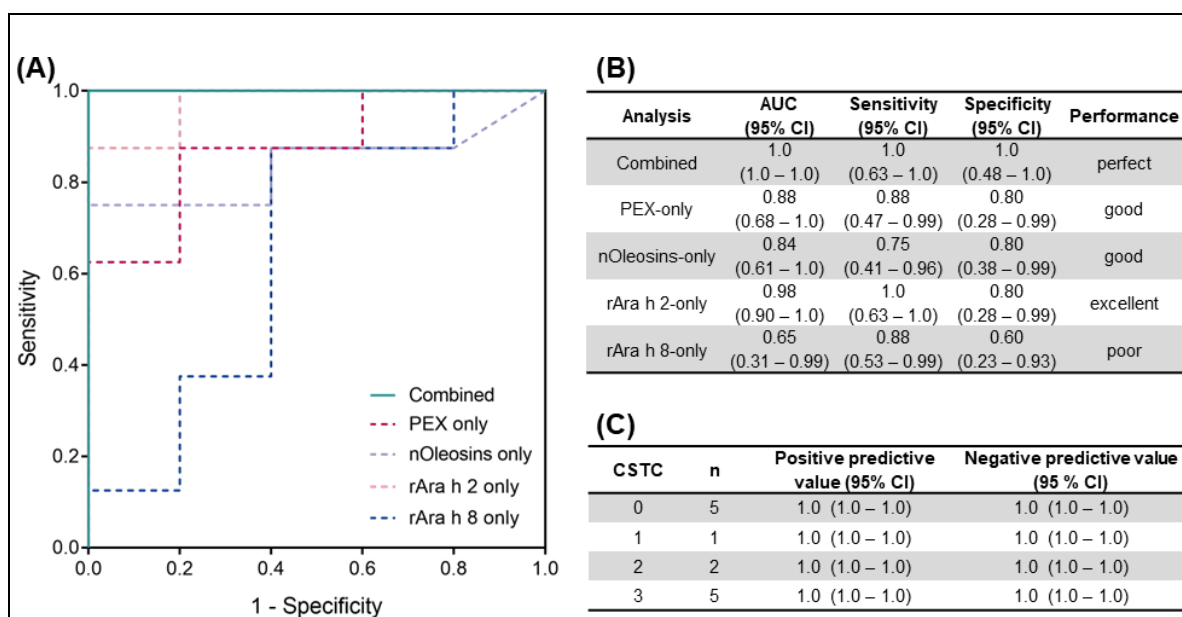 (A)
1.0
0.8
0.6
0.4
0.2
0.0
Sensitivity
0.0 0.2 0.4 0.6 0.8 1.0
1 - Specificity
Combined
PEX only
nOleosins only
rAra h 2 only
rAra h 8 only
(B)
Analysis AUC (95% CI) Sensitivity (95% CI) Specificity (95% CI) Performance
Combined 1.0 (1.0 – 1.0) 1.0 (0.63 – 1.0) 1.0 (0.48 – 1.0) perfect
PEX-only 0.88 (0.68 – 1.0) 0.88 (0.47 – 0.99) 0.80 (0.28 – 0.99) good
nOleosins-only 0.84 (0.61 – 1.0) 0.75 (0.41 – 0.96) 0.80 (0.38 – 0.99) good
rAra h 2-only 0.98 (0.90 – 1.0) 1.0 (0.63 – 1.0) 0.80 (0.28 – 0.99) excellent
rAra h 8-only 0.65 (0.31 – 0.99) 0.88 (0.53 – 0.99) 0.60 (0.23 – 0.93) poor
(C)
CSTC n Positive predictive value (95% CI) Negative predictive value (95 % CI)
0 5 1.0 (1.0 – 1.0) 1.0 (1.0 – 1.0)
1 1 1.0 (1.0 – 1.0) 1.0 (1.0 – 1.0)
2 2 1.0 (1.0 – 1.0) 1.0 (1.0 – 1.0)
3 5 1.0 (1.0 – 1.0) 1.0 (1.0 – 1.0)